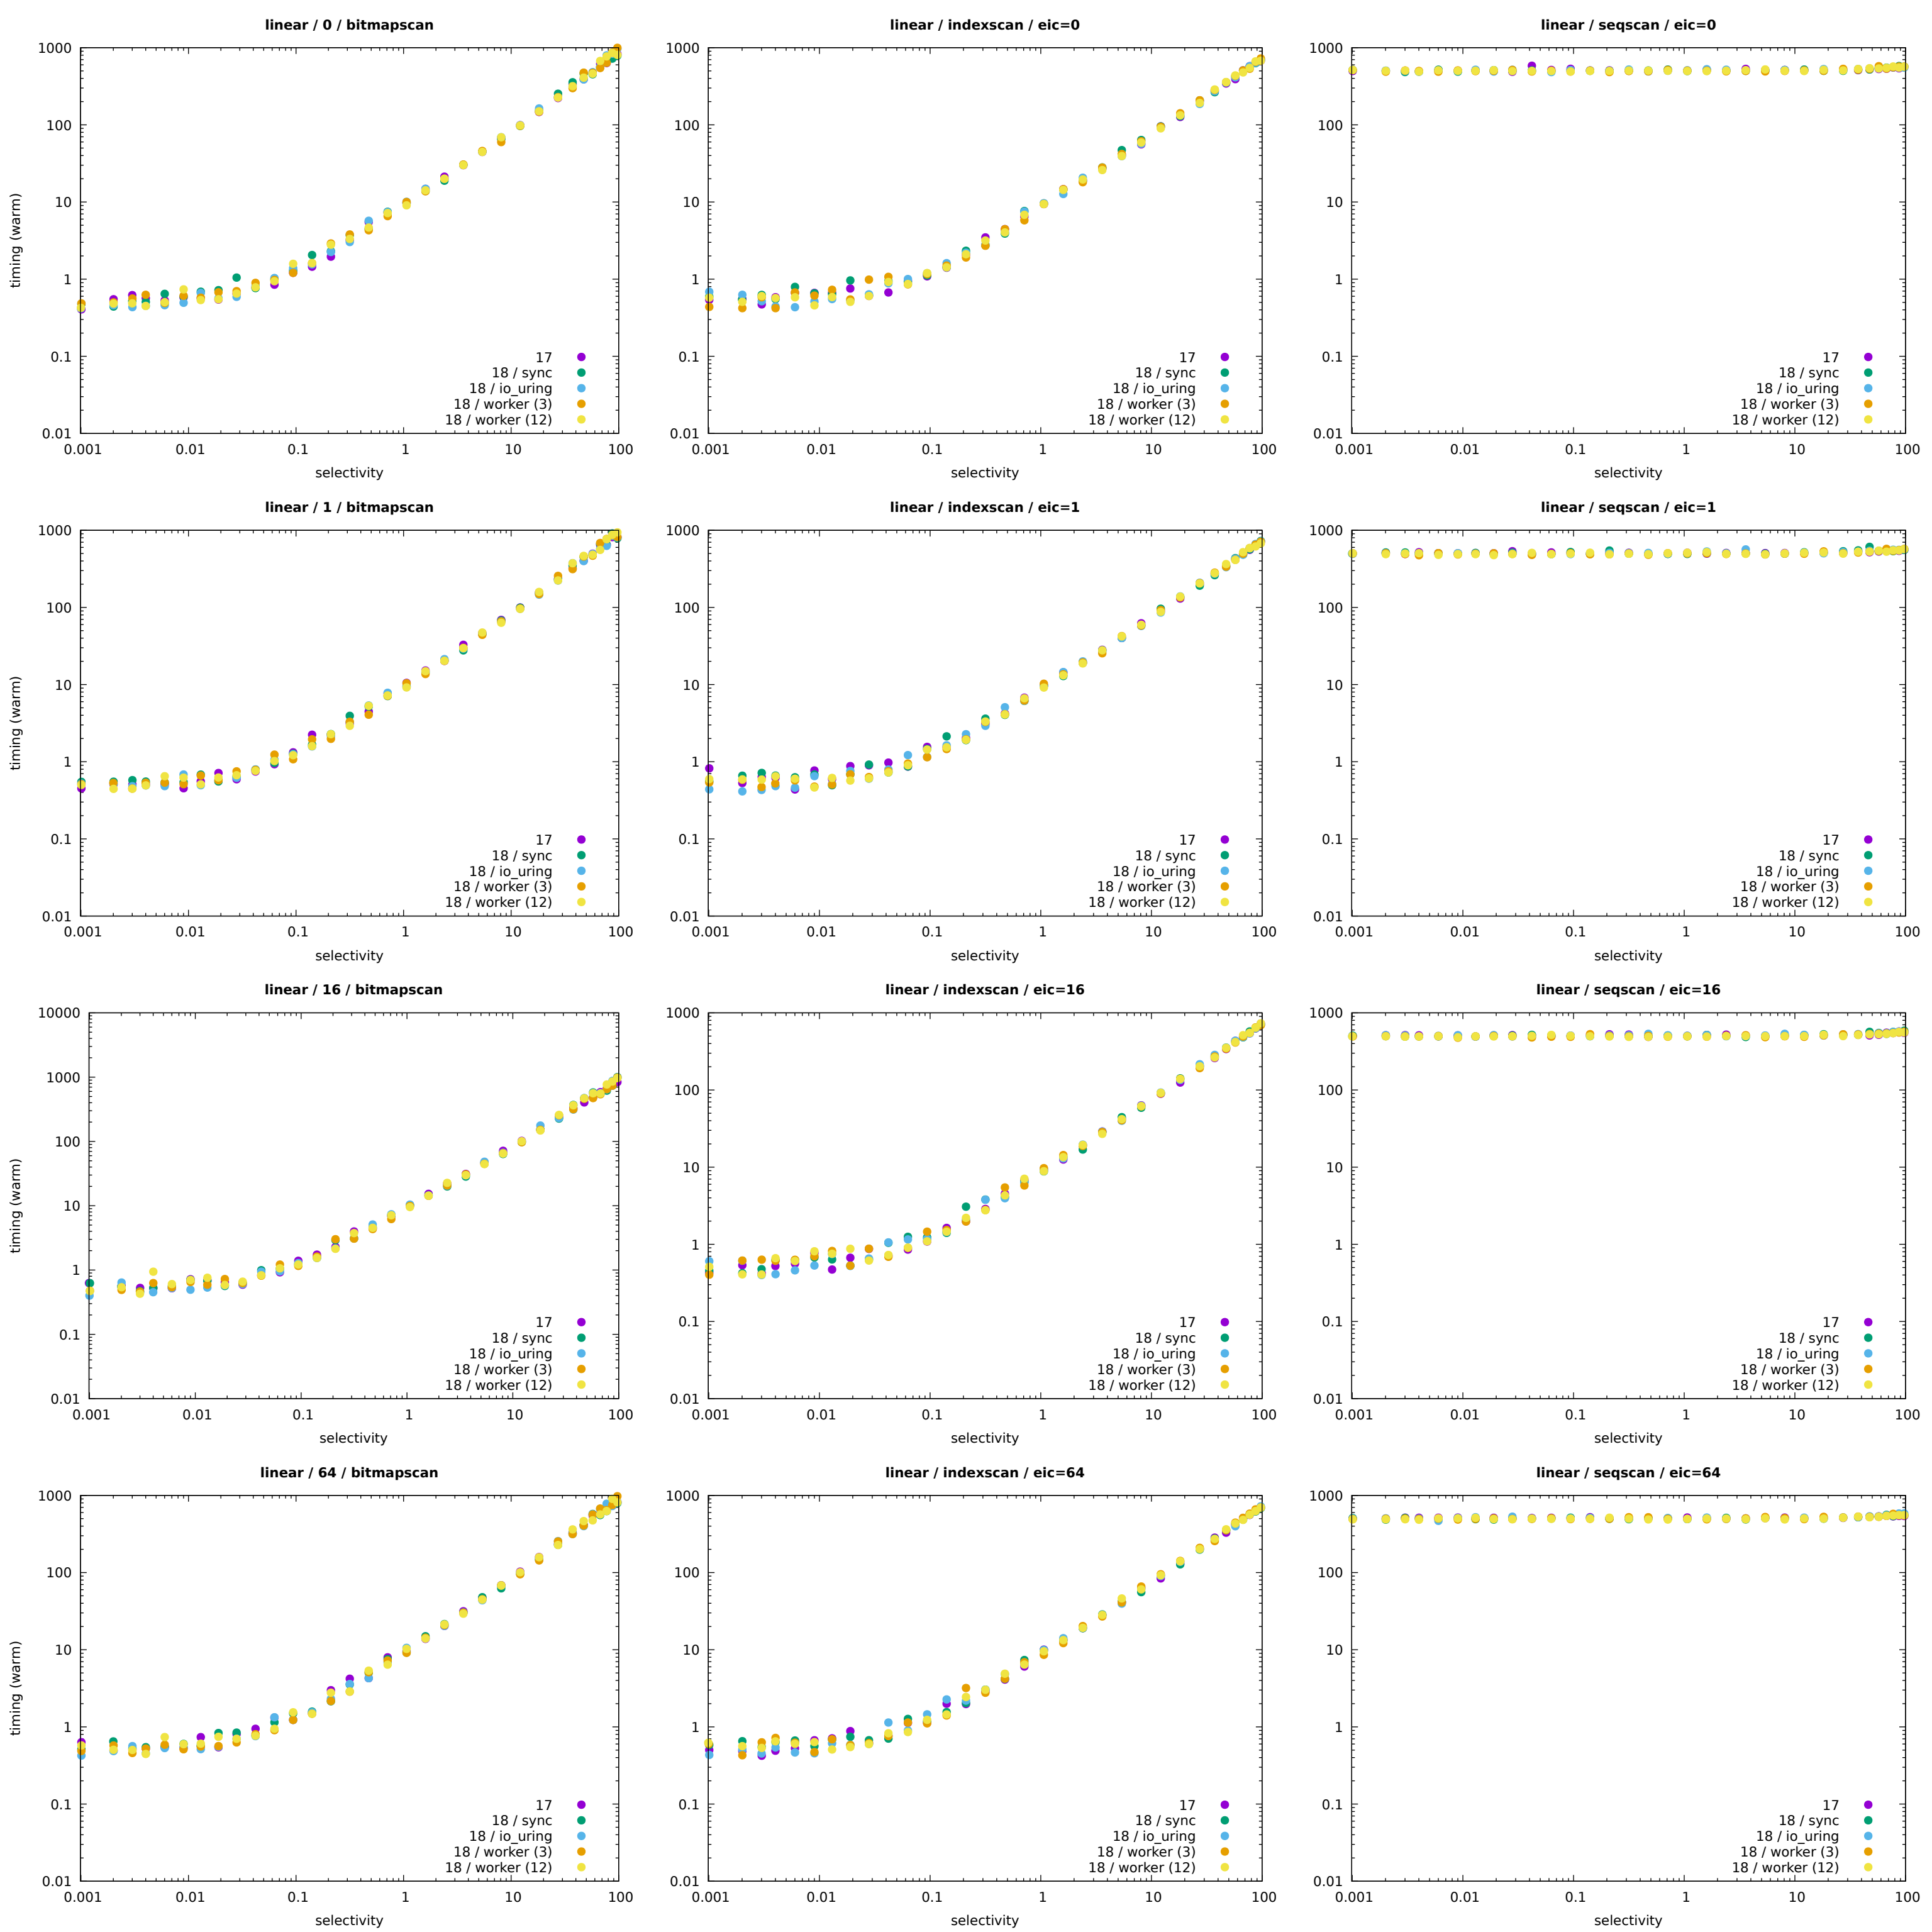 linear / 0 / bitmapscan
1000
100
10
1
0.1
0.01
timing (warm)
17
18 / sync
18 / io_uring
18 / worker (3)
18 / worker (12)
0.001 0.01 0.1 1 10 100
selectivity
linear / indexscan / eic=0
1000
100
10
1
0.1
0.01
17
18 / sync
18 / io_uring
18 / worker (3)
18 / worker (12)
0.001 0.01 0.1 1 10 100
selectivity
linear / seqscan / eic=0
1000
100
10
1
0.1
0.01
17
18 / sync
18 / io_uring
18 / worker (3)
18 / worker (12)
0.001 0.01 0.1 1 10 100
selectivity
linear / 1 / bitmapscan
1000
100
10
1
0.1
0.01
timing (warm)
17
18 / sync
18 / io_uring
18 / worker (3)
18 / worker (12)
0.001 0.01 0.1 1 10 100
selectivity
linear / indexscan / eic=1
1000
100
10
1
0.1
0.01
17
18 / sync
18 / io_uring
18 / worker (3)
18 / worker (12)
0.001 0.01 0.1 1 10 100
selectivity
linear / seqscan / eic=1
1000
100
10
1
0.1
0.01
17
18 / sync
18 / io_uring
18 / worker (3)
18 / worker (12)
0.001 0.01 0.1 1 10 100
selectivity
linear / 16 / bitmapscan
10000
1000
100
10
1
0.1
0.01
timing (warm)
17
18 / sync
18 / io_uring
18 / worker (3)
18 / worker (12)
0.001 0.01 0.1 1 10 100
selectivity
linear / indexscan / eic=16
1000
100
10
1
0.1
0.01
17
18 / sync
18 / io_uring
18 / worker (3)
18 / worker (12)
0.001 0.01 0.1 1 10 100
selectivity
linear / seqscan / eic=16
1000
100
10
1
0.1
0.01
17
18 / sync
18 / io_uring
18 / worker (3)
18 / worker (12)
0.001 0.01 0.1 1 10 100
selectivity
linear / 64 / bitmapscan
1000
100
10
1
0.1
0.01
timing (warm)
17
18 / sync
18 / io_uring
18 / worker (3)
18 / worker (12)
0.001 0.01 0.1 1 10 100
selectivity
linear / indexscan / eic=64
1000
100
10
1
0.1
0.01
17
18 / sync
18 / io_uring
18 / worker (3)
18 / worker (12)
0.001 0.01 0.1 1 10 100
selectivity
linear / seqscan / eic=64
1000
100
10
1
0.1
0.01
17
18 / sync
18 / io_uring
18 / worker (3)
18 / worker (12)
0.001 0.01 0.1 1 10 100
selectivity